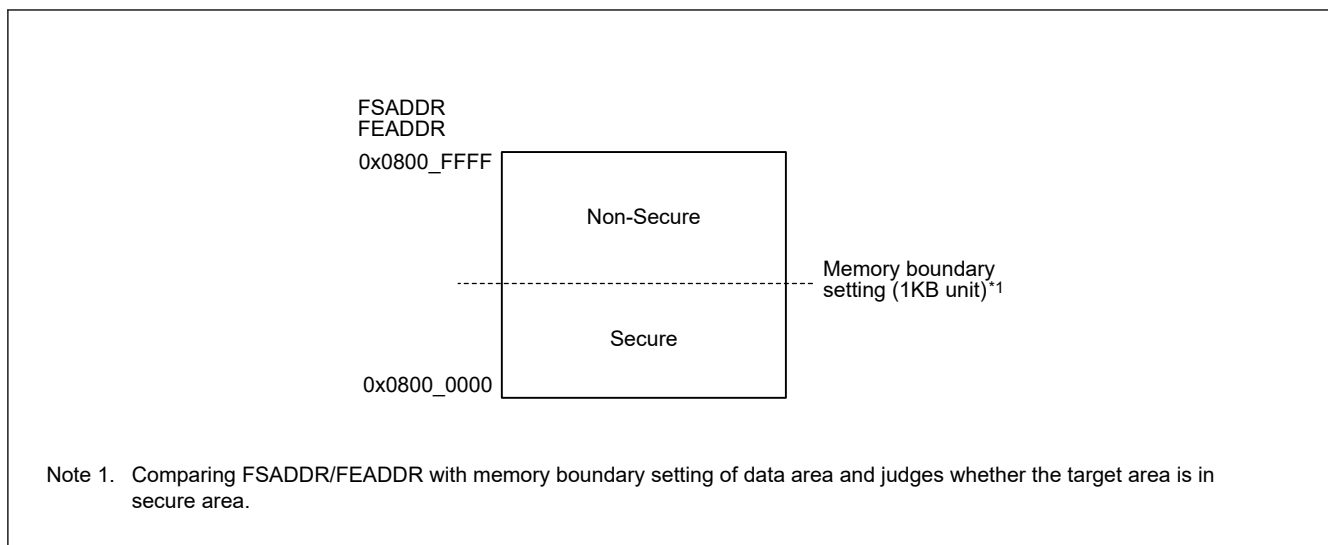 FSADDR
FEADDR
0x0800_FFFF
Non-Secure
Memory boundary
setting (1KB unit)*1
Secure
0x0800_0000
Note 1. Comparing FSADDR/FEADDR with memory boundary setting of data area and judges whether the target area is in
secure area.